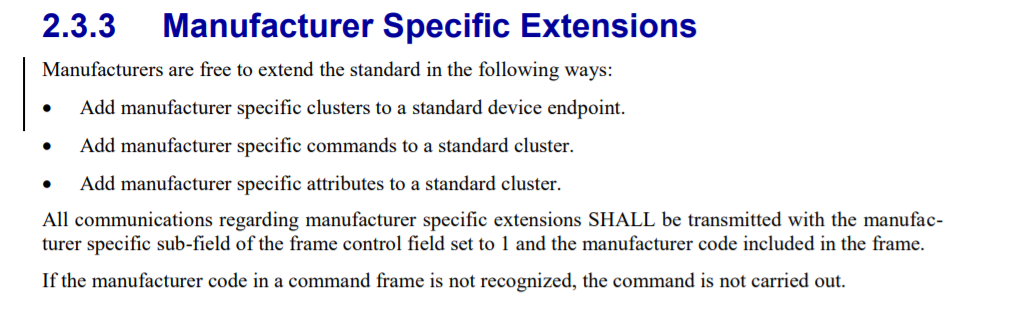 2.3.3 Manufacturer Specific Extensions
Manufacturers are free to extend the standard in the following ways:
• Add manufacturer specific clusters to a standard device endpoint.
• Add manufacturer specific commands to a standard cluster.
• Add manufacturer specific attributes to a standard cluster.
All communications regarding manufacturer specific extensions SHALL be transmitted with the manufac-
turer specific sub-field of the frame control field set to 1 and the manufacturer code included in the frame.
If the manufacturer code in a command frame is not recognized, the command is not carried out.